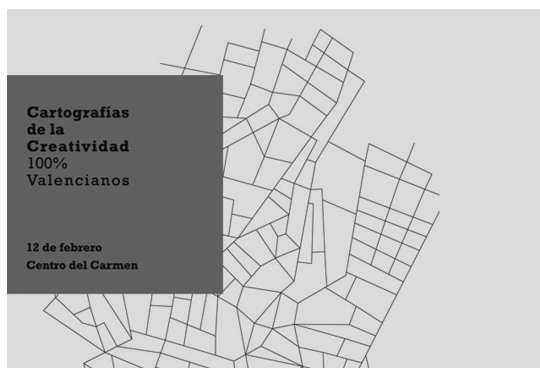 Cartografías
de la
Creatividad
100%
Valencianos
12 de febrero
Centro del Carmen